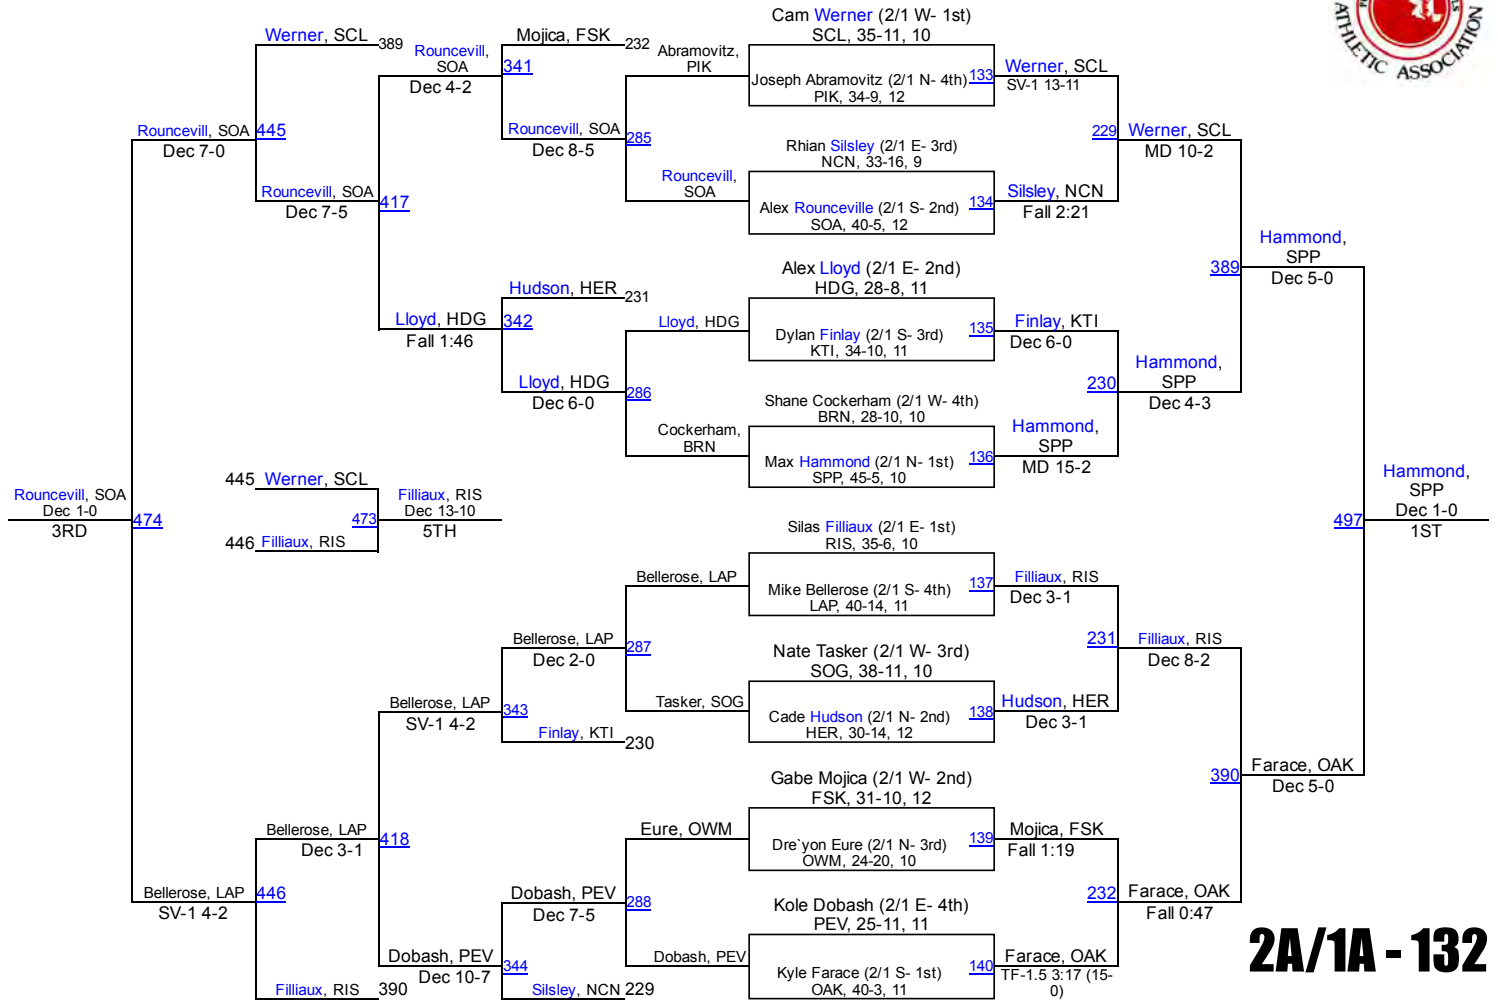 Cam Werner (2/1 W- 1st)
SCL, 35-11, 10
Joseph Abramovitz (2/1 N- 4th)
PIK, 34-9, 12
133
Rhian Silsley (2/1 E- 3rd)
NCN, 33-16, 9
Alex Rounceville (2/1 S- 2nd)
SOA, 40-5, 12
134
Alex Lloyd (2/1 E- 2nd)
HDG, 28-8, 11
Dylan Finlay (2/1 S- 3rd)
KTI, 34-10, 11
135
Shane Cockerham (2/1 W- 4th)
BRN, 28-10, 10
Max Hammond (2/1 N- 1st)
SPP, 45-5, 10
136
Silas Filliaux (2/1 E- 1st)
RIS, 35-6, 10
Mike Bellerose (2/1 S- 4th)
LAP, 40-14, 11
137
Nate Tasker (2/1 W- 3rd)
SOG, 38-11, 10
Cade Hudson (2/1 N- 2nd)
HER, 30-14, 12
138
Gabe Mojica (2/1 W- 2nd)
FSK, 31-10, 12
Dre`yon Eure (2/1 N- 3rd)
OWM, 24-20, 10
139
Kole Dobash (2/1 E- 4th)
PEV, 25-11, 11
Kyle Farace (2/1 S- 1st)
OAK, 40-3, 11
140
Werner, SCL
SV-1 13-11
Silsley, NCN
Fall 2:21
Finlay, KTI
Dec 6-0
Hammond,
SPP
MD 15-2
Filliaux, RIS
Dec 3-1
Hudson, HER
Dec 3-1
Mojica, FSK
Fall 1:19
Farace, OAK
TF-1.5 3:17 (15-
0)
229
Werner, SCL
MD 10-2
230
Hammond,
SPP
Dec 4-3
231
Filliaux, RIS
Dec 8-2
232
Farace, OAK
Fall 0:47
389
Hammond,
SPP
Dec 5-0
390
Farace, OAK
Dec 5-0
497
Hammond,
SPP
Dec 1-0
1ST
Abramovitz,
PIK
Rouncevill,
SOA
285
Lloyd, HDG
Cockerham,
BRN
286
Bellerose, LAP
Tasker, SOG
287
Eure, OWM
Dobash, PEV
288
Mojica, FSK
232
341
Rouncevill, SOA
Dec 8-5
Hudson, HER
231
342
Lloyd, HDG
Dec 6-0
Bellerose, LAP
Dec 2-0
343
Finlay, KTI
230
Dobash, PEV
Dec 7-5
344
Silsley, NCN
229
Rouncevill,
SOA
Dec 4-2
417
Lloyd, HDG
Fall 1:46
Bellerose, LAP
SV-1 4-2
418
Dobash, PEV
Dec 10-7
Werner, SCL
389
445
Rouncevill, SOA
Dec 7-5
Bellerose, LAP
Dec 3-1
446
Filliaux, RIS
390
Rouncevill, SOA
Dec 7-0
Bellerose, LAP
SV-1 4-2
474
Rouncevill, SOA
Dec 1-0
3RD
445
Werner, SCL
446
Filliaux, RIS
473
Filliaux, RIS
Dec 13-10
5TH
ATHLETIC ASSOCIATION
2A/1A - 132